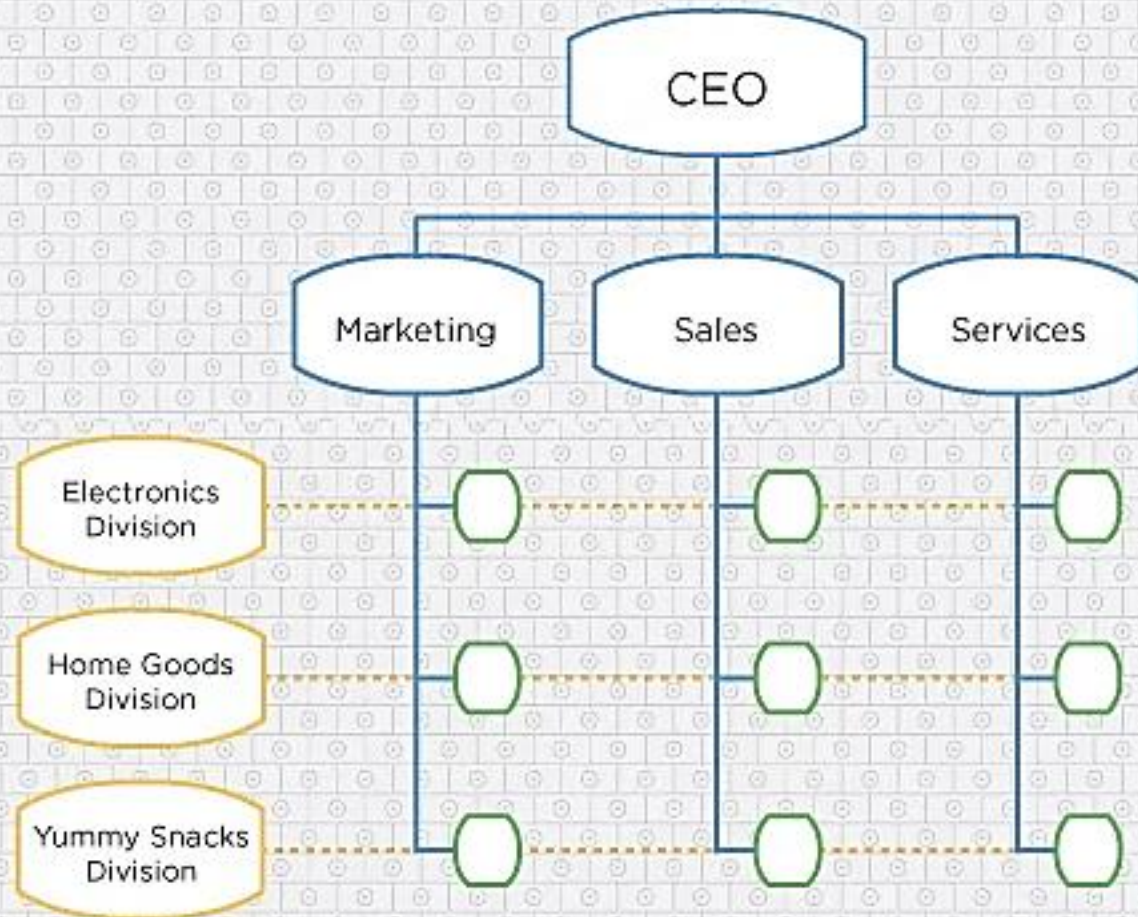 CEO
Marketing
Sales
Services
Electronics
Division
Home Goods
Division
Yummy Snacks
Division